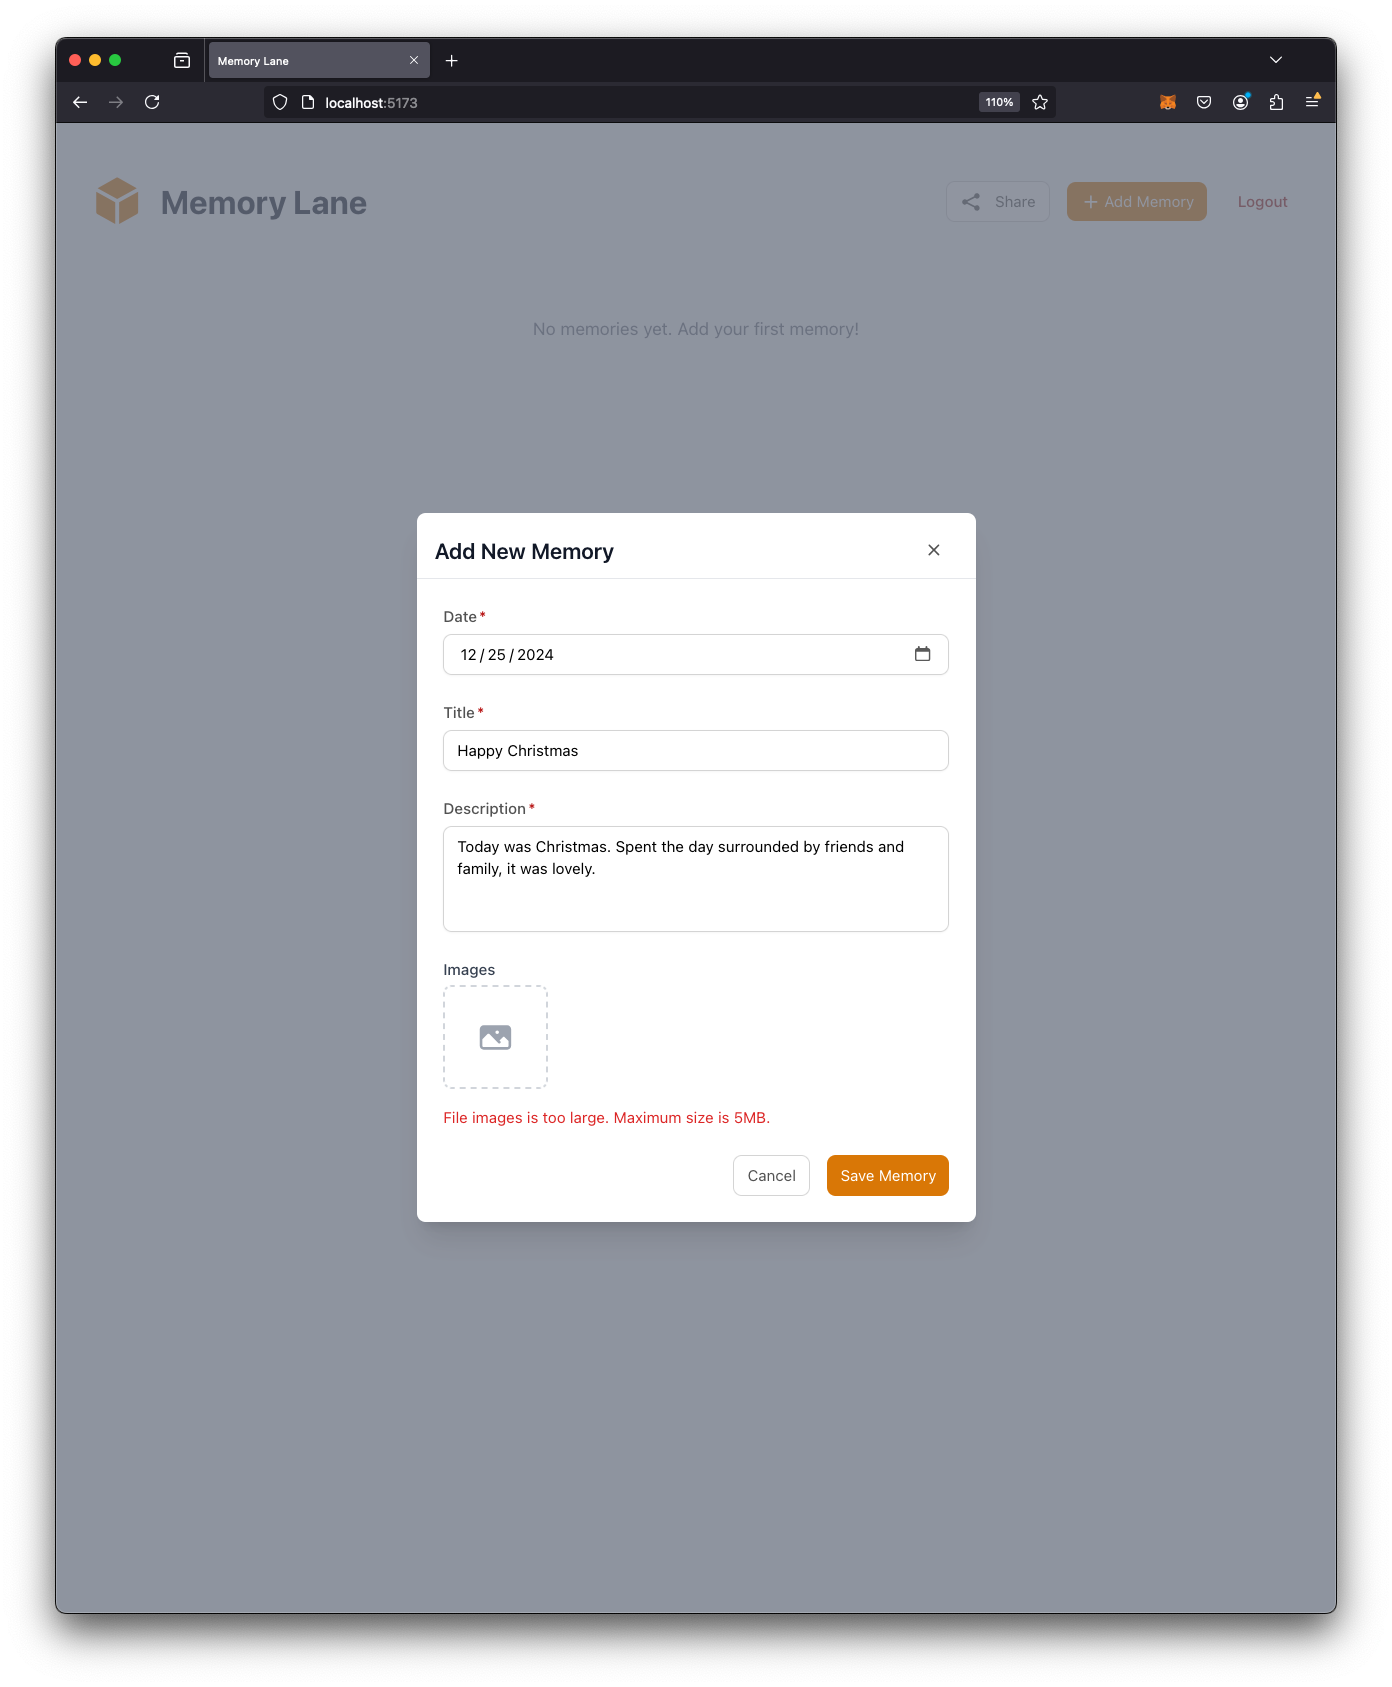 Memory Lane
localhost:5173
110%
Memory Lane
Share
+ Add Memory
Logout
No memories yet. Add your first memory!
Add New Memory
Date*
12/25/2024
Title*
Happy Christmas
Description*
Today was Christmas. Spent the day surrounded by friends and
family, it was lovely.
Images
File images is too large. Maximum size is 5MB.
Cancel
Save Memory